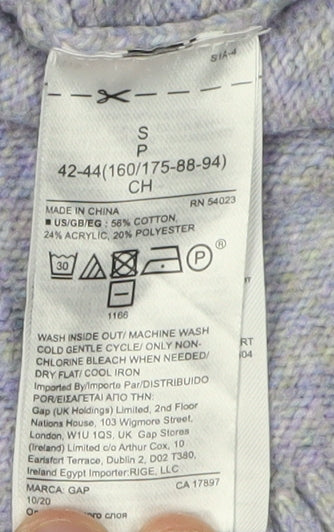 S1A-4
S
P
42-44(160/175-88-94)
CH
MADE IN CHINA RN 54023
■ US/GB/EG : 56% COTTON,
24% ACRYLIC, 20% POLYESTER
30 P ®
1166
WASH INSIDE OUT/ MACHINE WASH
COLD GENTLE CYCLE/ ONLY NON-
CHLORINE BLEACH WHEN NEEDED/
DRY FLAT/ COOL IRON
Imported By/Importe Par/DISTRIBUIDO
POR/ΕΙΣΑΓΕΤΑΙ ΑΠΟ ΤΗΝ:
Gap (UK Holdings) Limited, 2nd Floor
Nations House, 103 Wigmore Street,
London, W1U 1QS, UK Gap Stores
(Ireland) Limited c/o Arthur Cox, 10
Earlsfort Terrace, Dublin 2, D02 T380,
Ireland Egypt Importer:RIGE, LLC
MARCA: GAP CA 17897
10/20